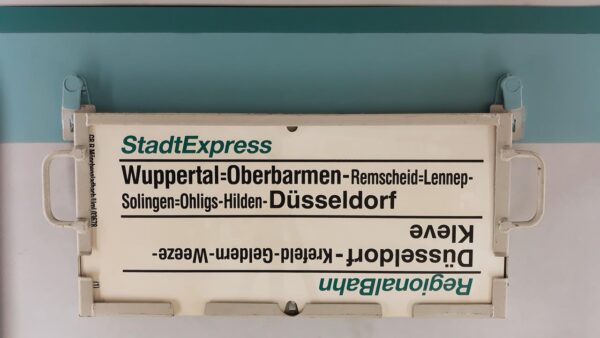 StadtExpress
Wuppertal=Oberbarmen-Remscheid=Lennep-
Solingen=Ohligs-Hilden-Düsseldorf
RegionalBahn
Düsseldorf-Krefeld-Geldern-Weeze-
Kleve